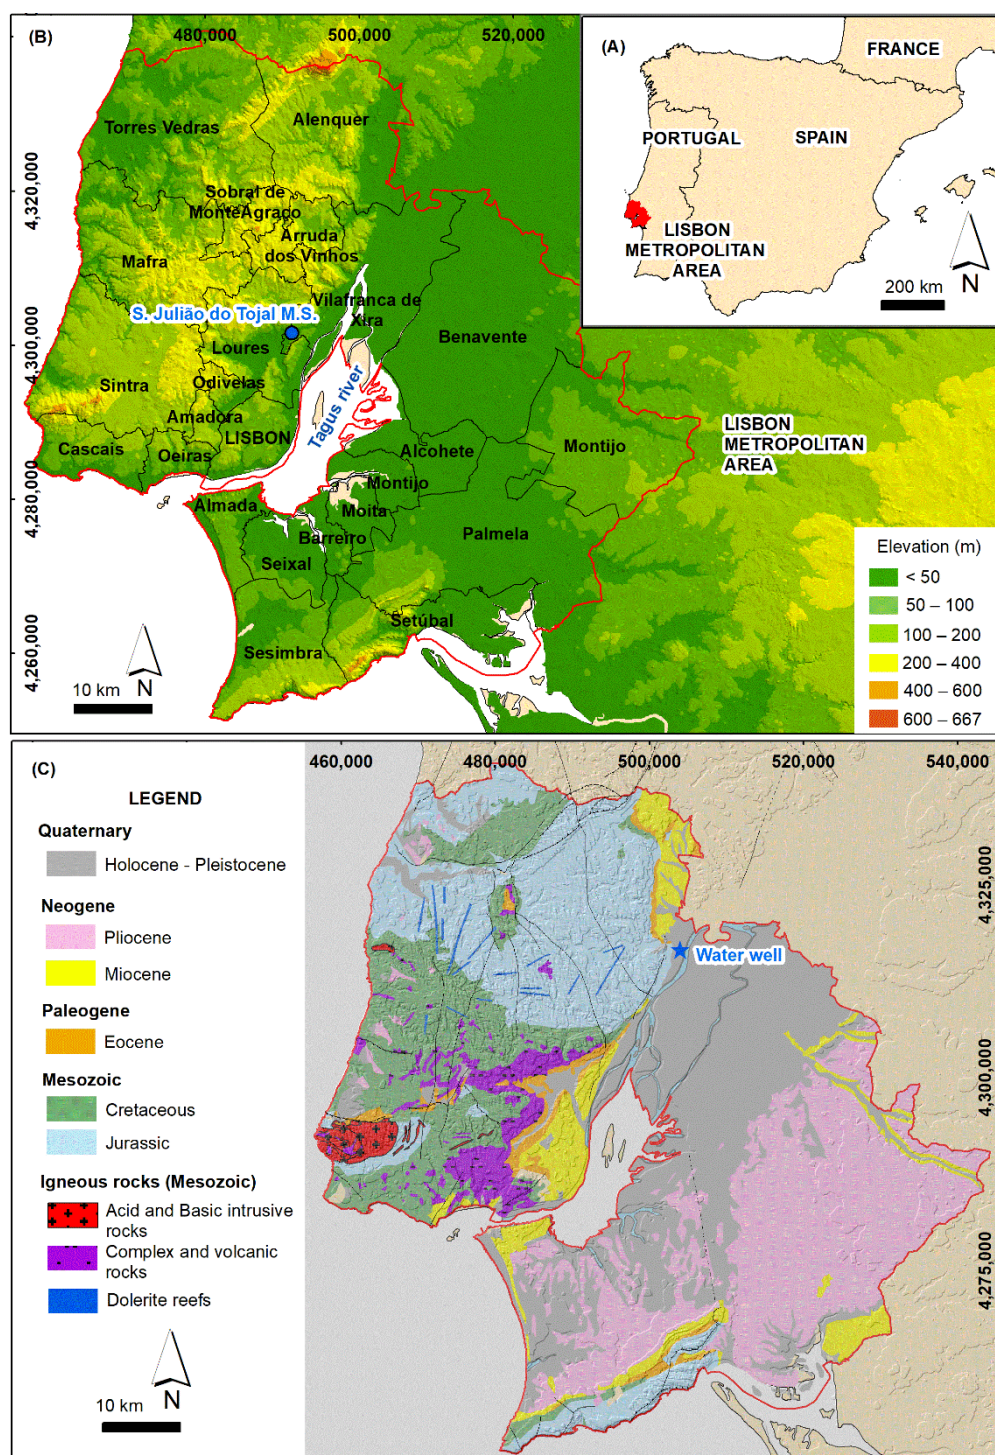 (B)
480,000
500,000
520,000
(A)
FRANCE
PORTUGAL
SPAIN
LISBON
METROPOLITAN
AREA
200 km
N
4,320,000
4,300,000
4,280,000
4,260,000
Torres Vedras
Alenquer
Sobral de
MonteAgraço
Arruda
dos Vinhos
Mafra
Vilafranca de
Xira
S. Julião do Tojal M.S.
Benavente
Loures
Sintra
Odivelas
Amadora
LISBON
Tagus river
Cascais
Oeiras
Alcochete
Montijo
LISBON
METROPOLITAN
AREA
Montijo
Almada
Moita
Barreiro
Palmela
Seixal
Setúbal
Sesimbra
10 km
N
Elevation (m)
< 50
50 – 100
100 – 200
200 – 400
400 – 600
600 – 667
(C)
460,000
480,000
500,000
520,000
540,000
4,325,000
4,300,000
4,275,000
LEGEND
Quaternary
Holocene - Pleistocene
Neogene
Pliocene
Miocene
Paleogene
Eocene
Mesozoic
Cretaceous
Jurassic
Igneous rocks (Mesozoic)
Acid and Basic intrusive
rocks
Complex and volcanic
rocks
Dolerite reefs
N
10 km
Water well